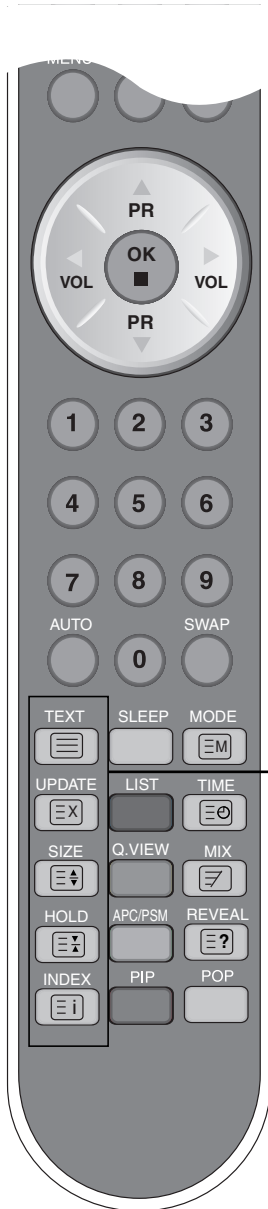 MENU
PR
OK
VOL VOL
PR
1 2 3
4 5 6
7 8 9
AUTO SWAP
0
TEXT SLEEP MODE
M
UPDATE LIST TIME
X
SIZE Q.VIEW MIX
HOLD APC/PSM REVEAL
?
INDEX PIP POP
i